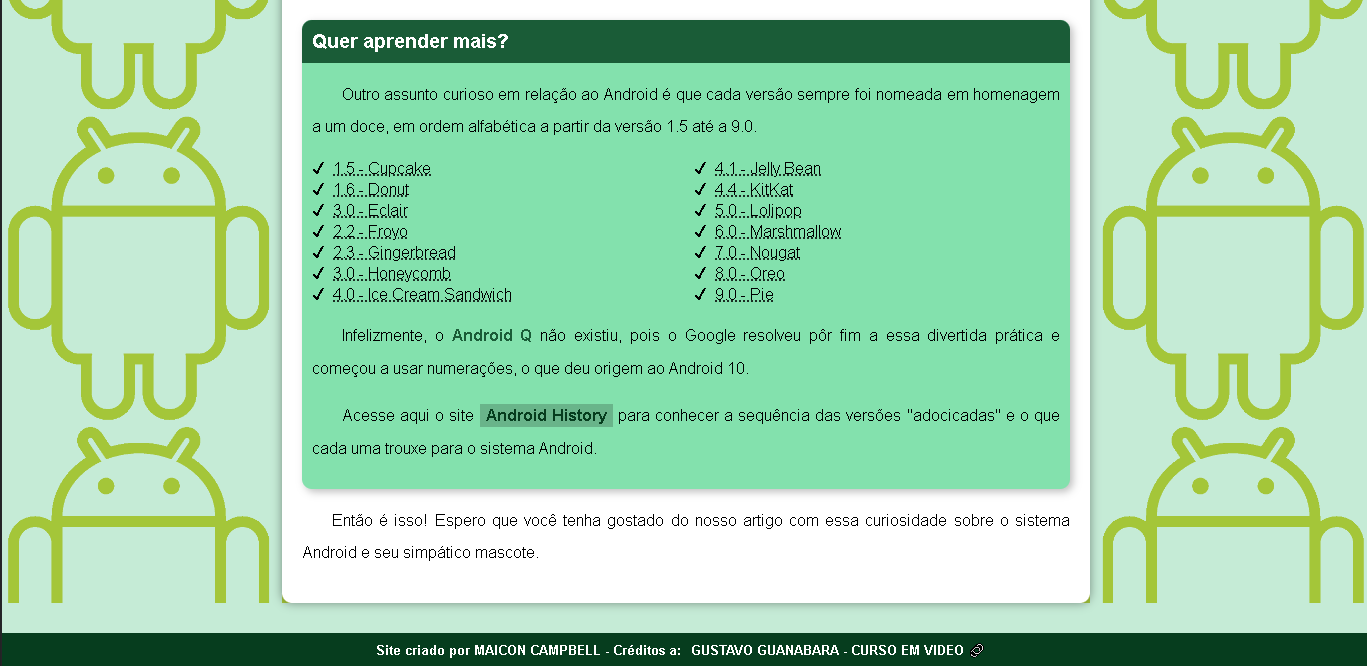 Quer aprender mais?
Outro assunto curioso em relação ao Android é que cada versão sempre foi nomeada em homenagem
a um doce, em ordem alfabética a partir da versão 1.5 até a 9.0.
✔ 1.5 - Cupcake
✔ 1.6 - Donut
✔ 3.0 - Eclair
✔ 2.2 - Froyo
✔ 2.3 - Gingerbread
✔ 3.0 - Honeycomb
✔ 4.0 - Ice Cream Sandwich
✔ 4.1 - Jelly Bean
✔ 4.4 - KitKat
✔ 5.0 - Lolipop
✔ 6.0 - Marshmallow
✔ 7.0 - Nougat
✔ 8.0 - Oreo
✔ 9.0 - Pie
Infelizmente, o Android Q não existiu, pois o Google resolveu pôr fim a essa divertida prática e
começou a usar numerações, o que deu origem ao Android 10.
Acesse aqui o site Android History para conhecer a sequência das versões "adocicadas" e o que
cada uma trouxe para o sistema Android.
Então é isso! Espero que você tenha gostado do nosso artigo com essa curiosidade sobre o sistema
Android e seu simpático mascote.
Site criado por MAICON CAMPBELL - Créditos a: GUSTAVO GUANABARA - CURSO EM VIDEO